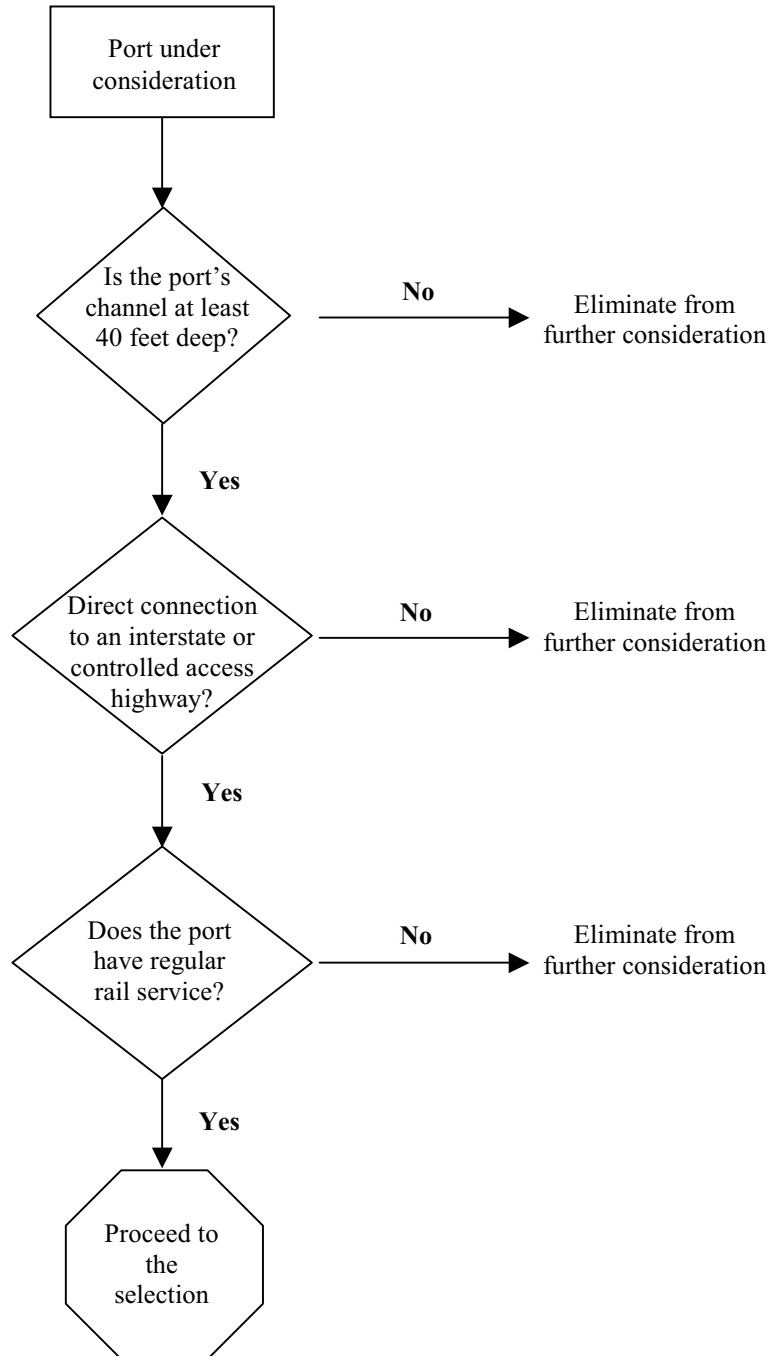 Port under
consideration
Is the port’s
channel at least
40 feet deep?
No
Eliminate from
further consideration
Yes
Direct connection
to an interstate or
controlled access
highway?
No
Eliminate from
further consideration
Yes
Does the port
have regular
rail service?
No
Eliminate from
further consideration
Yes
Proceed to
the
selection